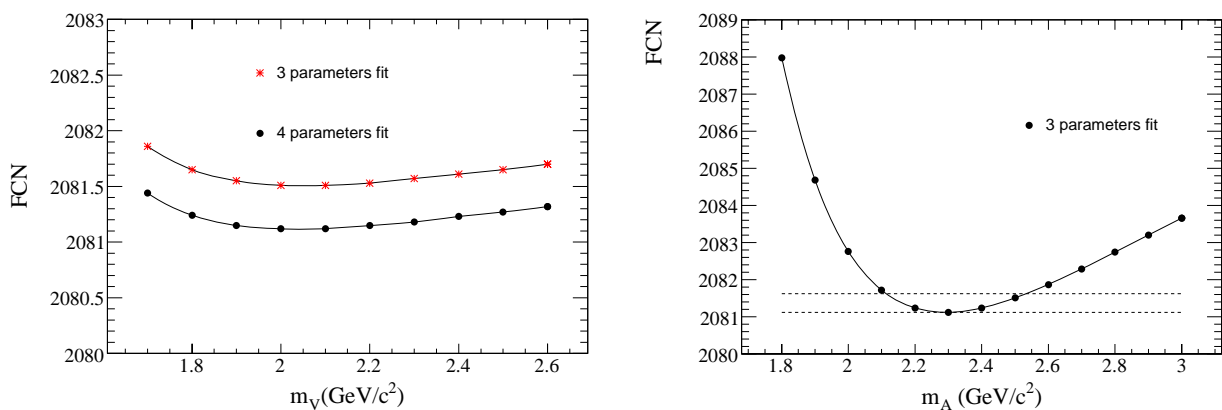 2083
2082.5
2082
2081.5
2081
2080.5
2080
FCN
3 parameters fit
4 parameters fit
1.8 2 2.2 2.4 2.6
m_V(GeV/c²)
2089
2088
2087
2086
2085
2084
2083
2082
2081
2080
FCN
3 parameters fit
1.8 2 2.2 2.4 2.6 2.8 3
m_A (GeV/c²)